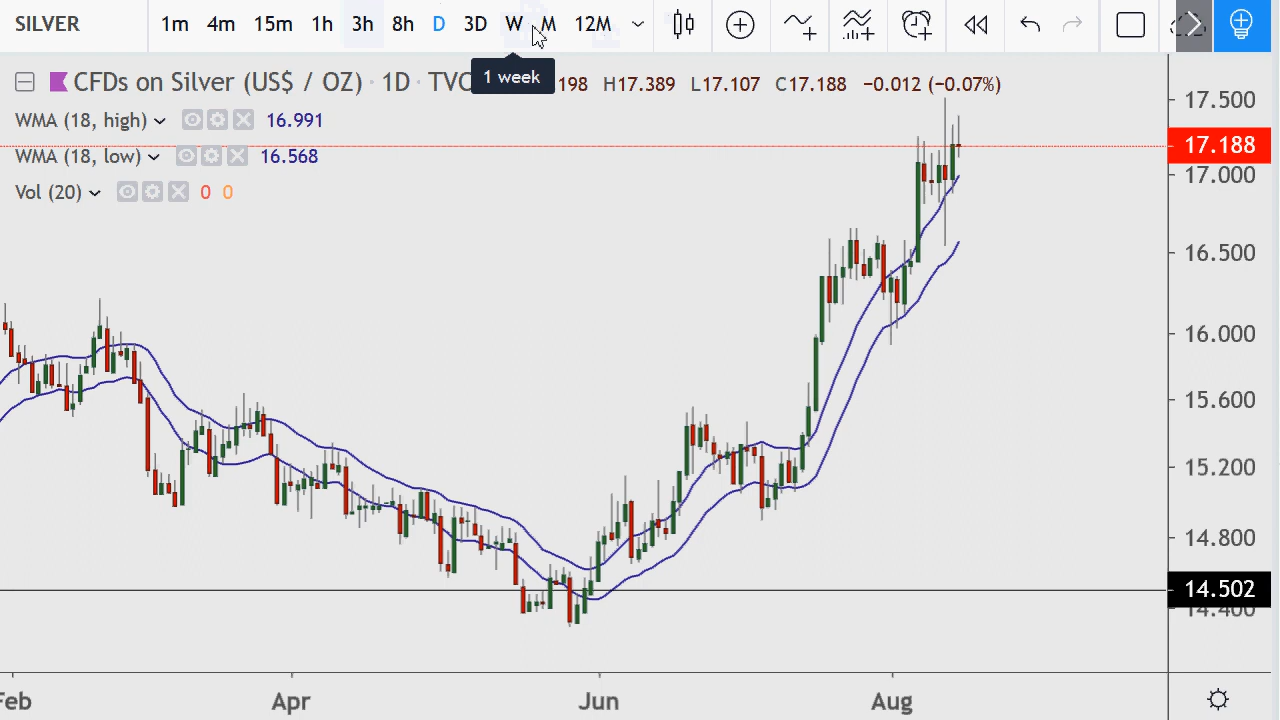 SILVER 1m 4m 15m 1h 3h 8h D 3D W M 12M
1 week
CFDs on Silver (US$ / OZ) · 1D · TVC 198 H17.389 L17.107 C17.188 −0.012 (−0.07%)
WMA (18, high) 16.991
WMA (18, low) 16.568
Vol (20) 0 0
17.500
17.188
17.000
16.500
16.000
15.600
15.200
14.800
14.502
14.400
Feb Apr Jun Aug